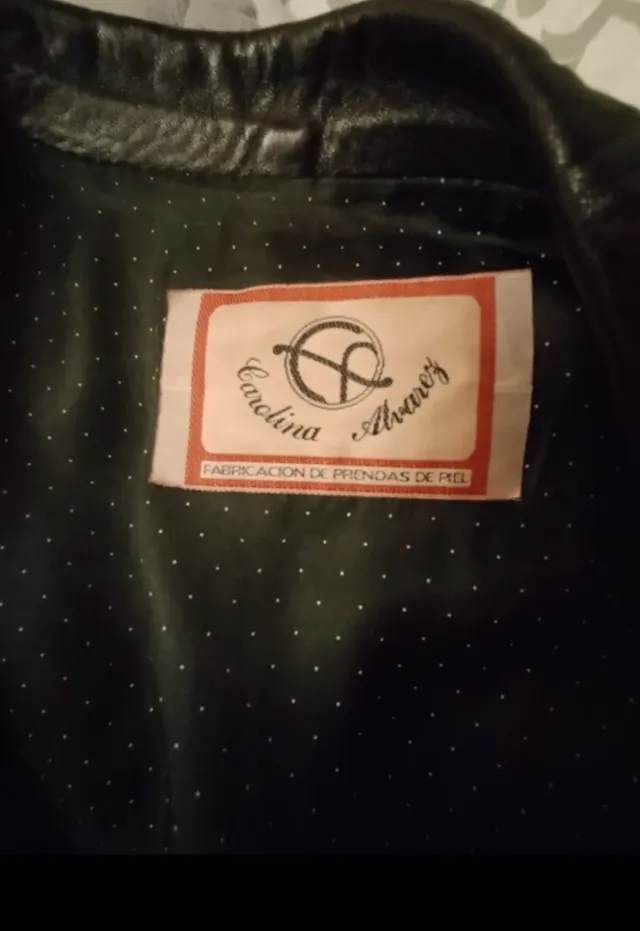 Carolina Alvarez
FABRICACION DE PRENDAS DE PIEL